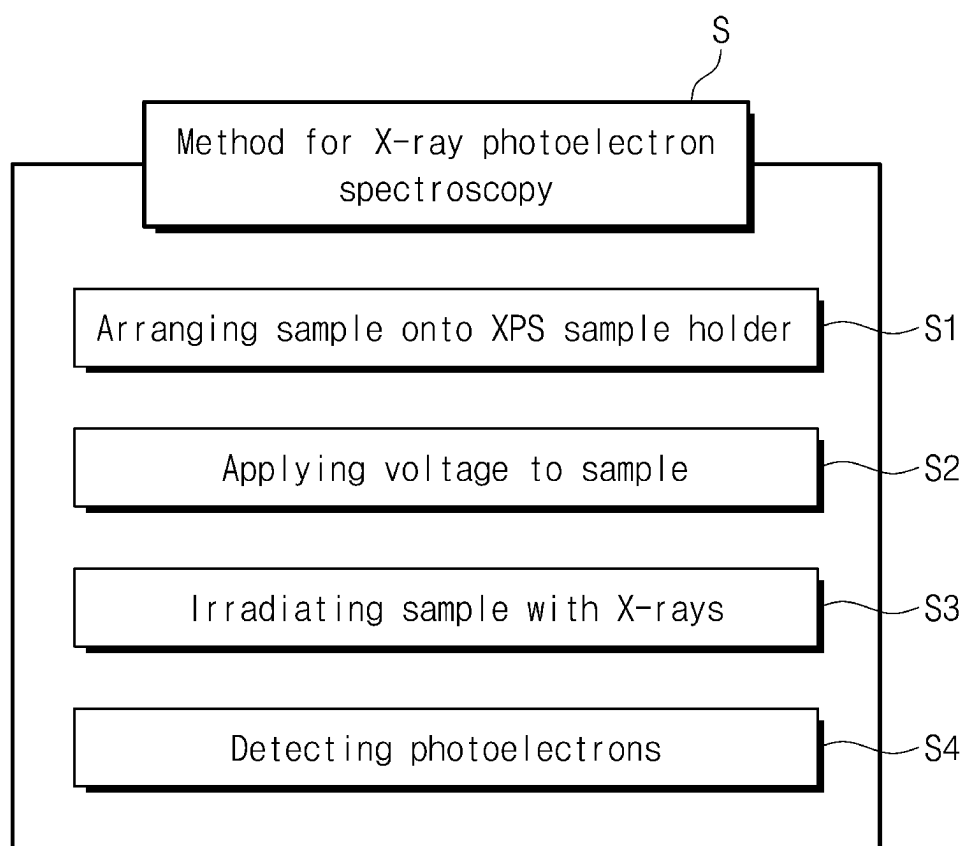 S
Method for X-ray photoelectron
spectroscopy
Arranging sample onto XPS sample holder
S1
Applying voltage to sample
S2
Irradiating sample with X-rays
S3
Detecting photoelectrons
S4